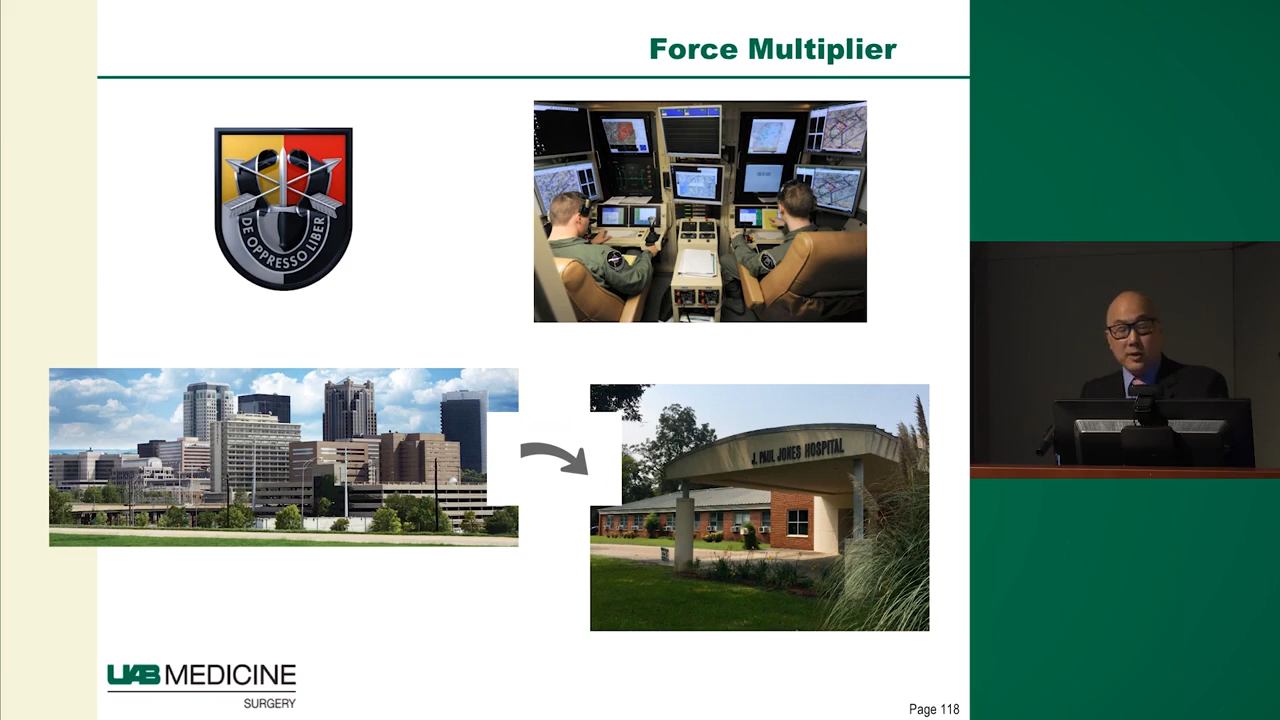 Force Multiplier
DE OPPRESSO LIBER
J. PAUL JONES HOSPITAL
UAB MEDICINE
SURGERY
Page 118